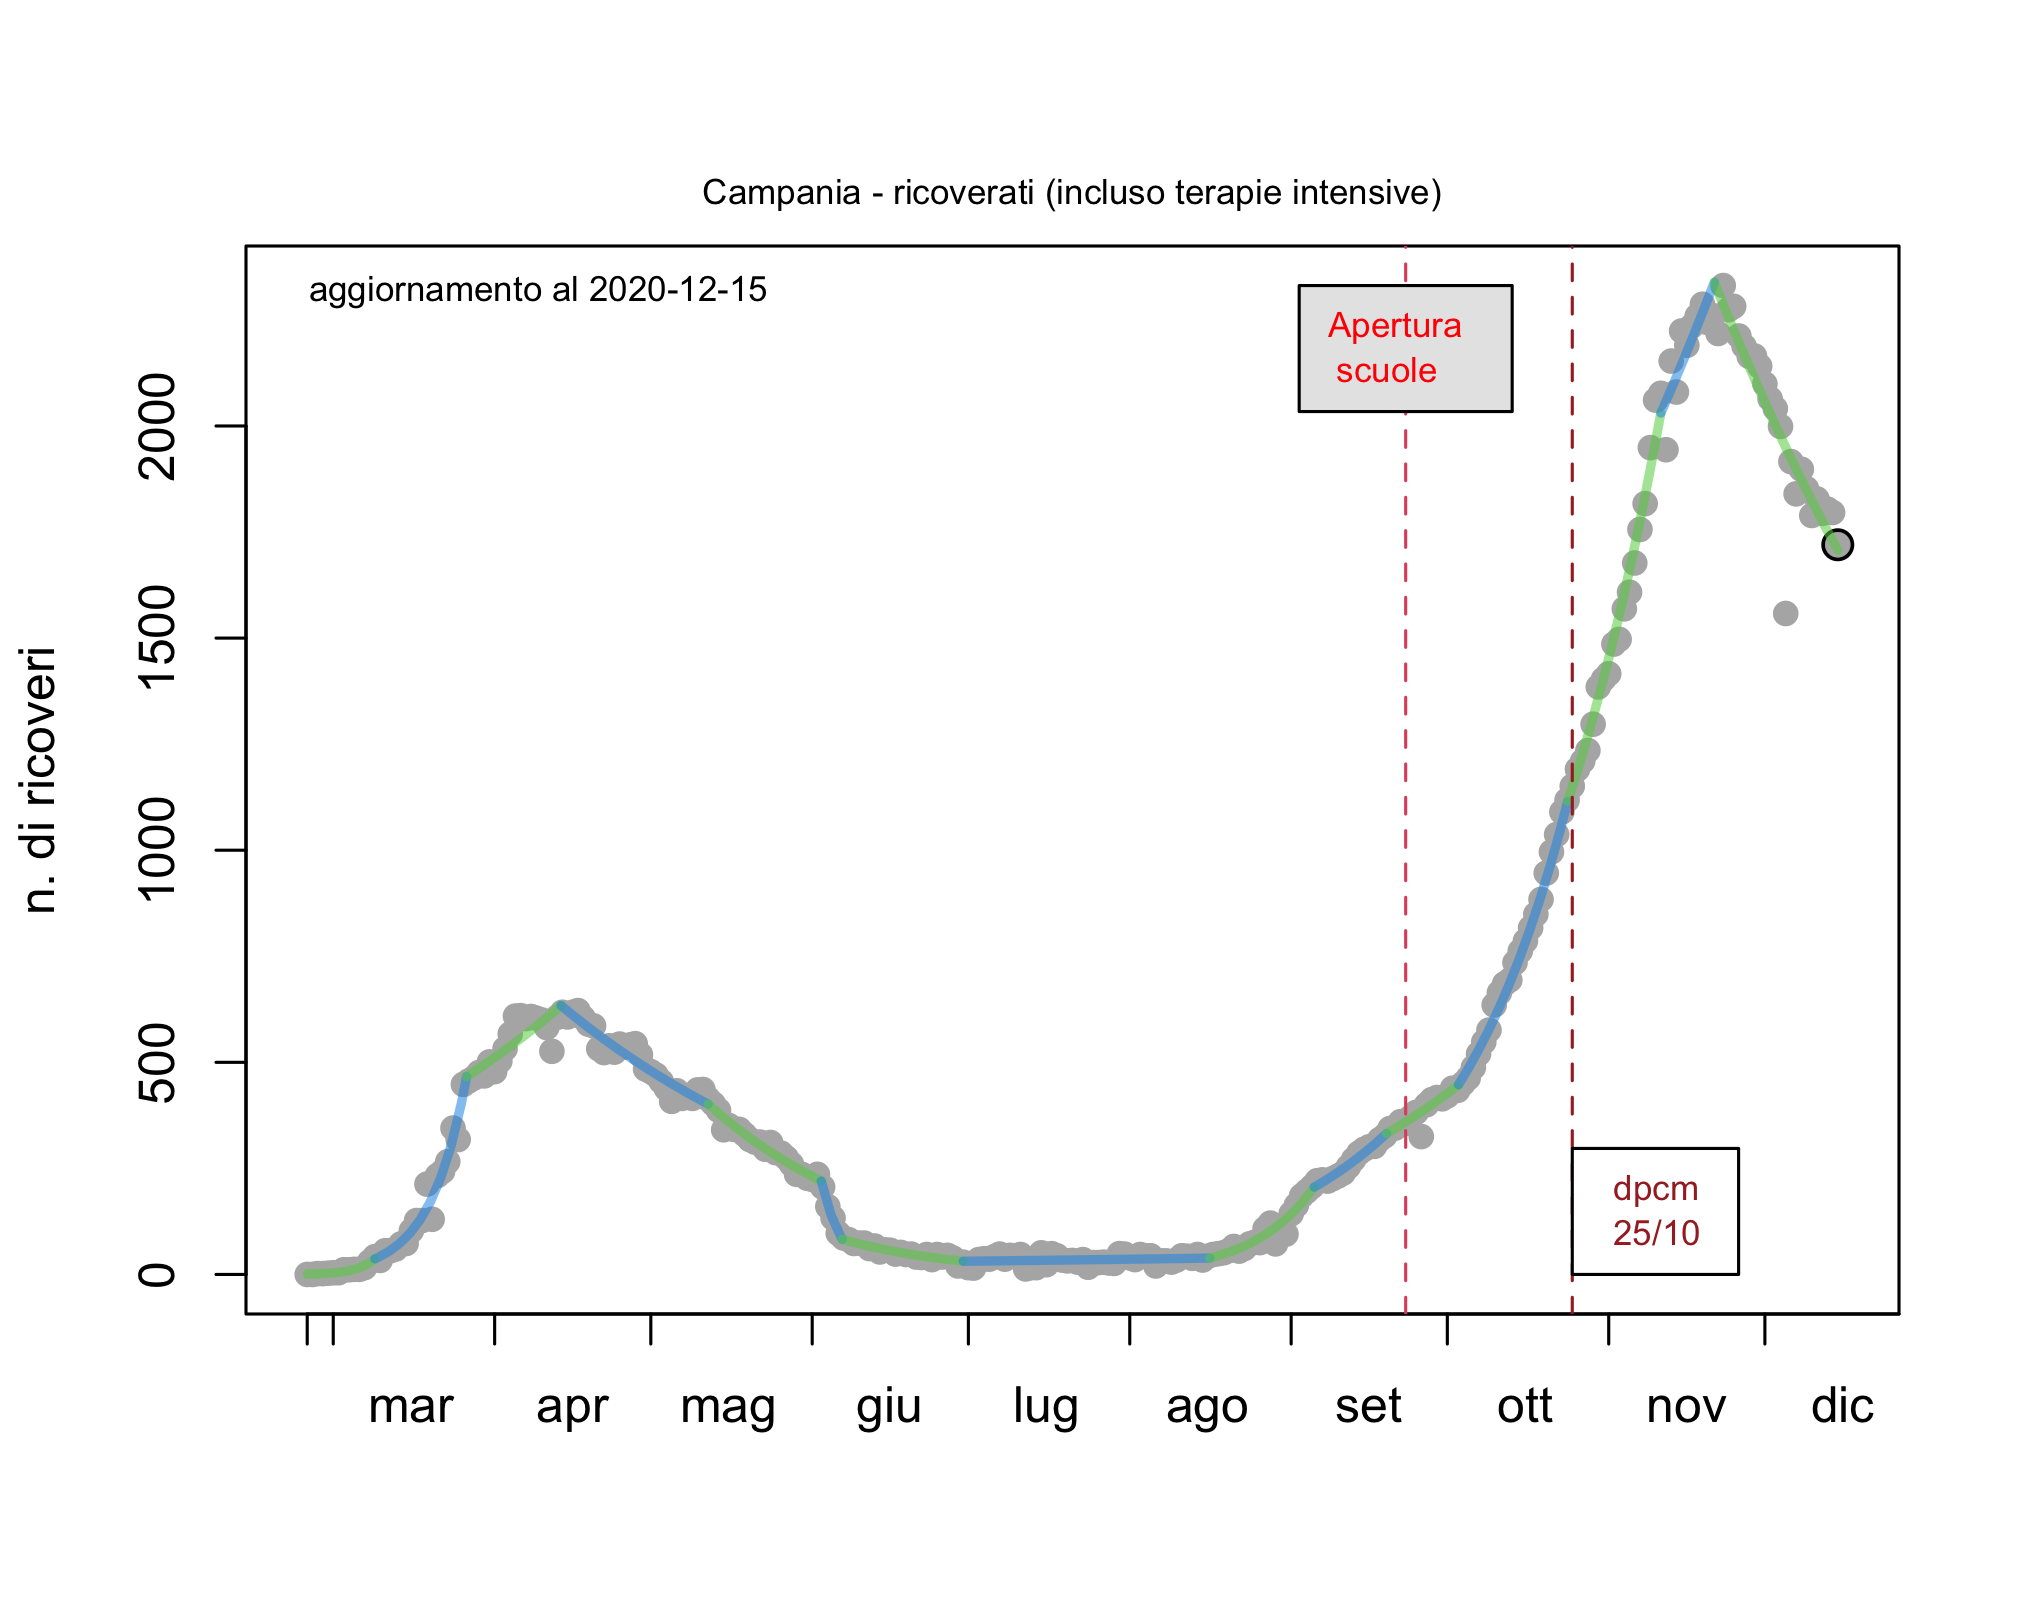 Campania - ricoverati (incluso terapie intensive)
aggiornamento al 2020-12-15
Apertura
scuole
dpcm
25/10
n. di ricoveri
2000
1500
1000
500
0
mar apr mag giu lug ago set ott nov dic